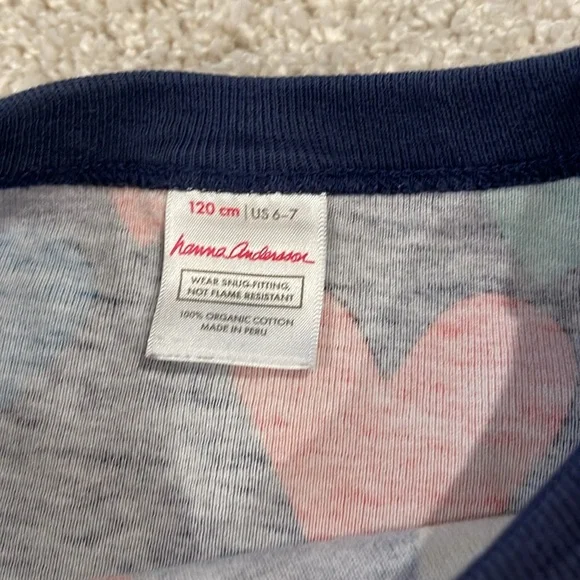 120 cm | US 6-7
hanna Andersson
WEAR SNUG-FITTING,
NOT FLAME RESISTANT
100% ORGANIC COTTON
MADE IN PERU